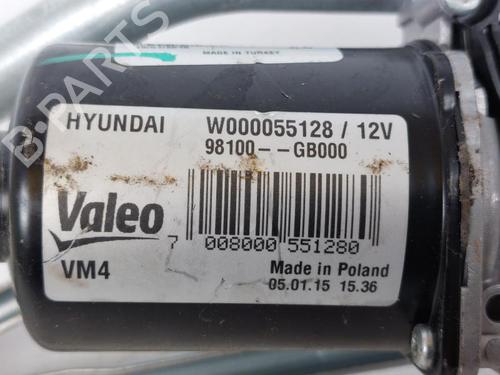 MADE IN TURKEY
HYUNDAI W000055128 / 12V
98100--GB000
Valeo
7 008000 551280
VM4 Made in Poland
05.01.15 15.36
B-PARTS